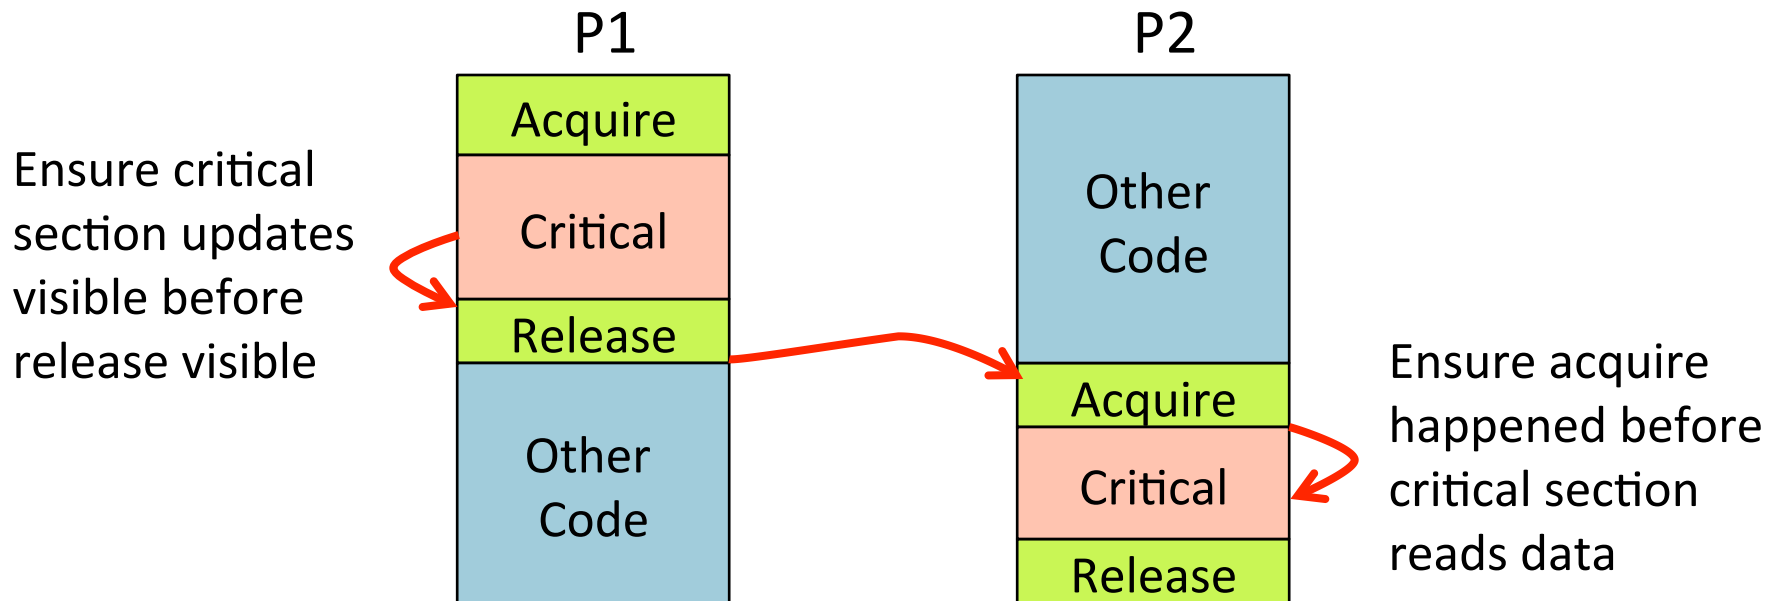 P1
P2
Ensure critical
section updates
visible before
release visible
Acquire
Critical
Release
Other
Code
Other
Code
Acquire
Critical
Release
Ensure acquire
happened before
critical section
reads data